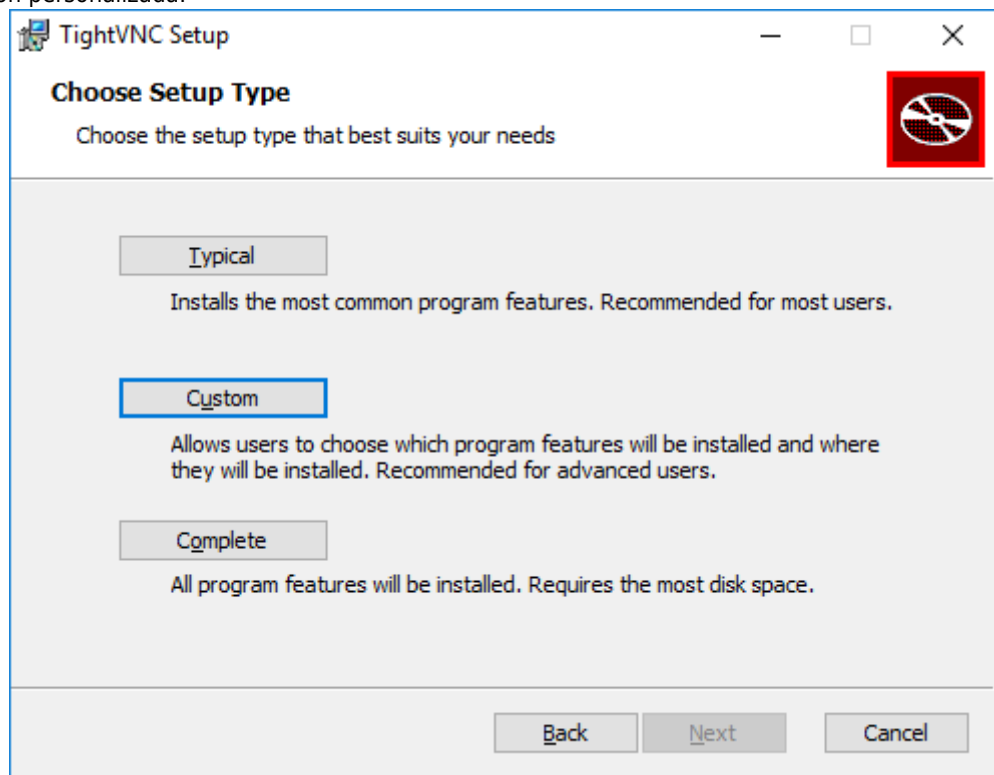 personalizada.
TightVNC Setup
Choose Setup Type
Choose the setup type that best suits your needs
Typical
Installs the most common program features. Recommended for most users.
Custom
Allows users to choose which program features will be installed and where
they will be installed. Recommended for advanced users.
Complete
All program features will be installed. Requires the most disk space.
Back Next Cancel